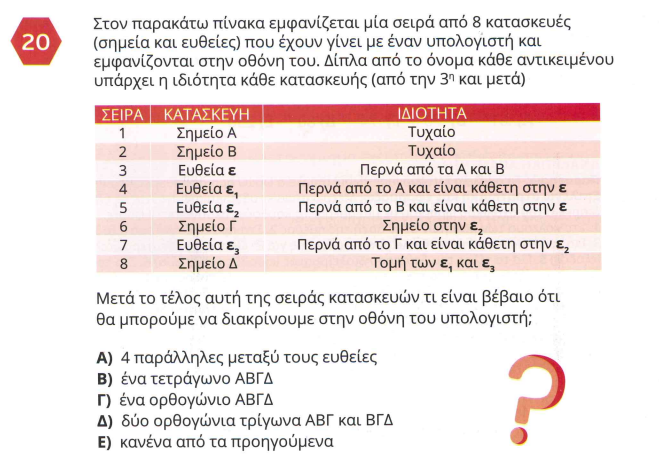 20
Στον παρακάτω πίνακα εμφανίζεται μία σειρά από 8 κατασκευές
(σημεία και ευθείες) που έχουν γίνει με έναν υπολογιστή και
εμφανίζονται στην οθόνη του. Δίπλα από το όνομα κάθε αντικειμένου
υπάρχει η ιδιότητα κάθε κατασκευής (από την 3η και μετά)
ΣΕΙΡΑ ΚΑΤΑΣΚΕΥΗ ΙΔΙΟΤΗΤΑ
1 Σημείο Α Τυχαίο
2 Σημείο Β Τυχαίο
3 Ευθεία ε Περνά από τα Α και Β
4 Ευθεία ε1 Περνά από το Α και είναι κάθετη στην ε
5 Ευθεία ε2 Περνά από το Β και είναι κάθετη στην ε
6 Σημείο Γ Σημείο στην ε2
7 Ευθεία ε3 Περνά από το Γ και είναι κάθετη στην ε2
8 Σημείο Δ Τομή των ε1 και ε3
Μετά το τέλος αυτή της σειράς κατασκευών τι είναι βέβαιο ότι
θα μπορούμε να διακρίνουμε στην οθόνη του υπολογιστή;
Α) 4 παράλληλες μεταξύ τους ευθείες
Β) ένα τετράγωνο ΑΒΓΔ
Γ) ένα ορθογώνιο ΑΒΓΔ
Δ) δύο ορθογώνια τρίγωνα ΑΒΓ και ΒΓΔ
Ε) κανένα από τα προηγούμενα
?